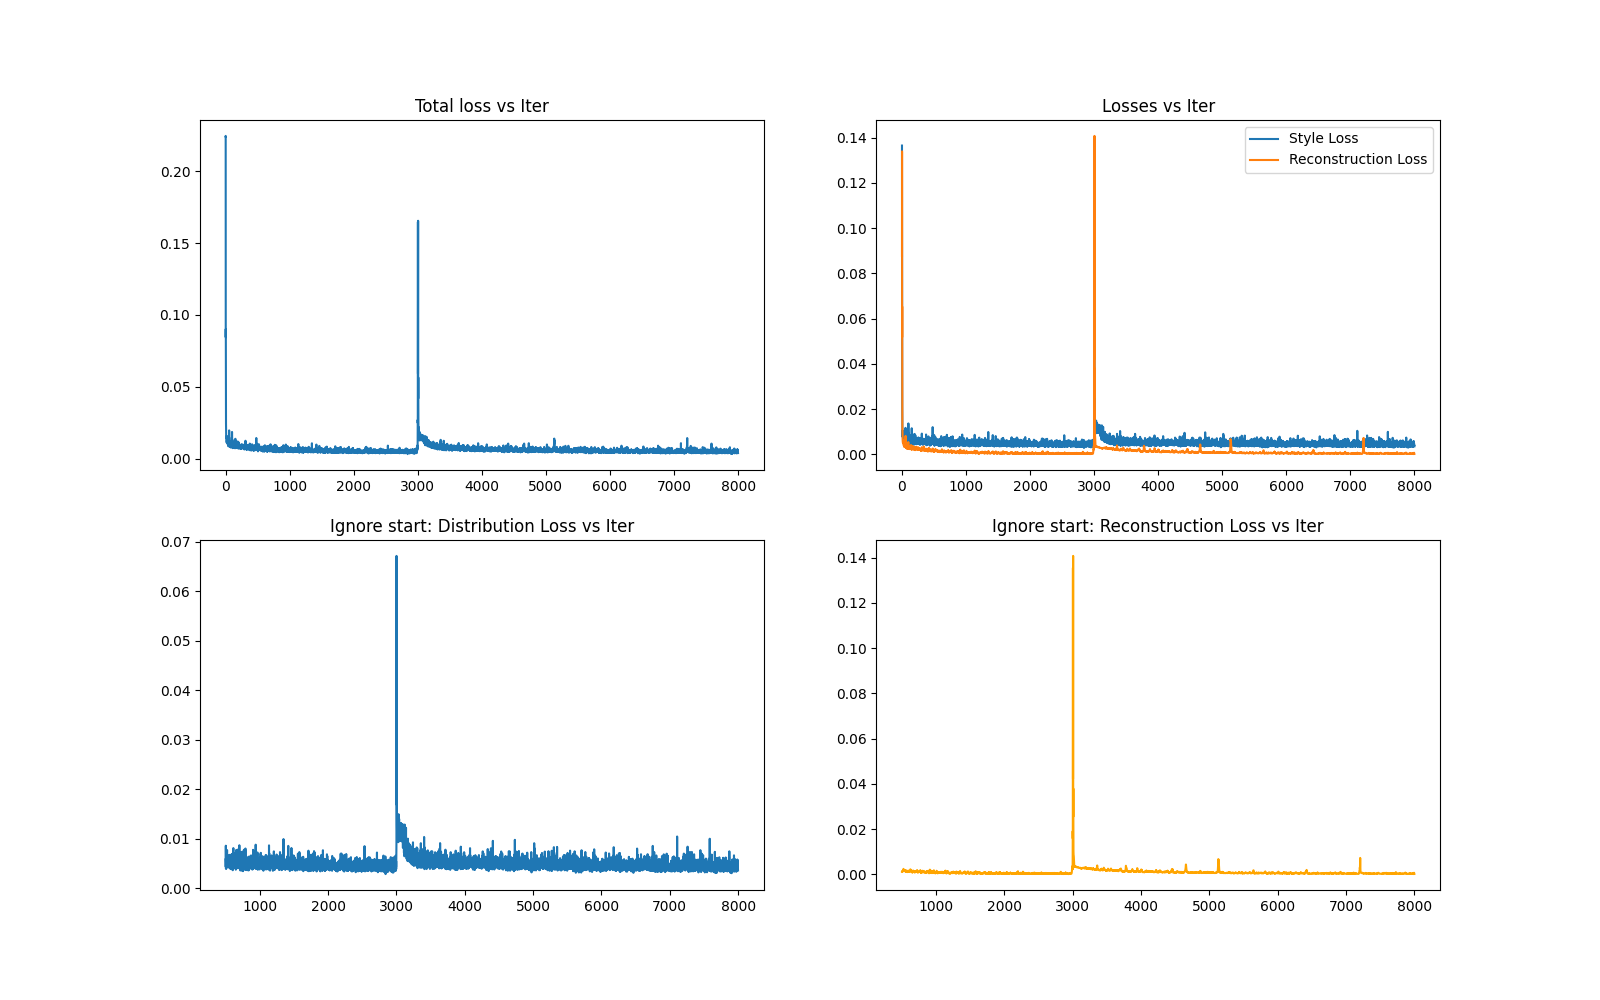 Total loss vs Iter
0.20
0.15
0.10
0.05
0.00
0 1000 2000 3000 4000 5000 6000 7000 8000
Losses vs Iter
Style Loss
Reconstruction Loss
0.14
0.12
0.10
0.08
0.06
0.04
0.02
0.00
0 1000 2000 3000 4000 5000 6000 7000 8000
Ignore start: Distribution Loss vs Iter
0.07
0.06
0.05
0.04
0.03
0.02
0.01
0.00
1000 2000 3000 4000 5000 6000 7000 8000
Ignore start: Reconstruction Loss vs Iter
0.14
0.12
0.10
0.08
0.06
0.04
0.02
0.00
1000 2000 3000 4000 5000 6000 7000 8000